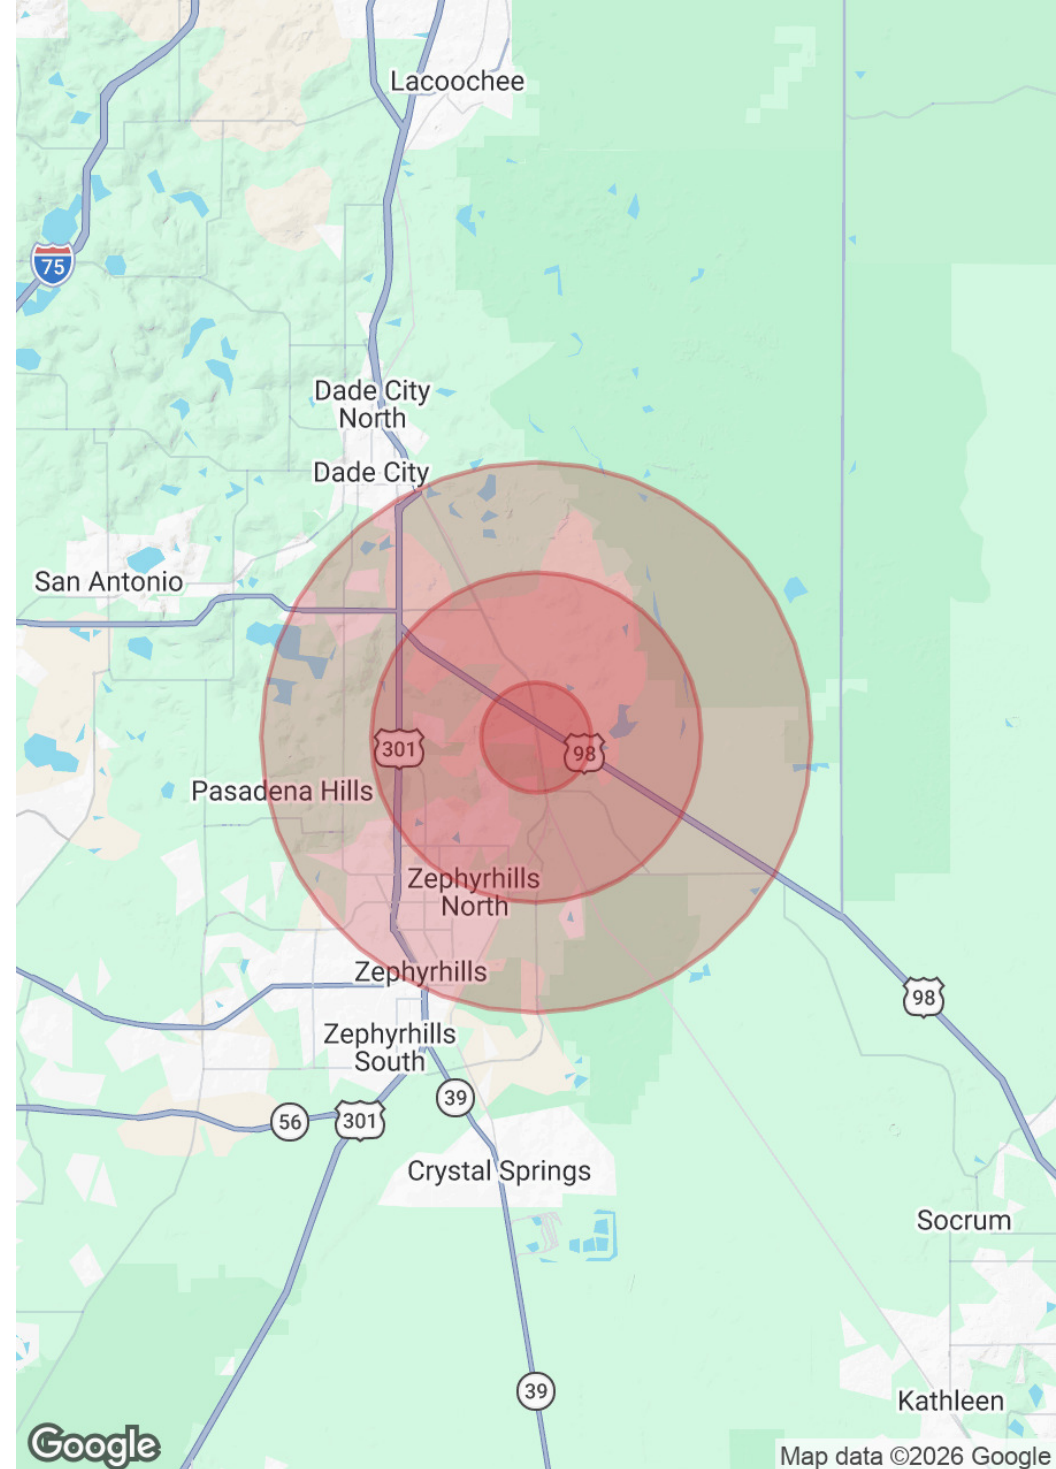 Lacoochee
75
Dade City
North
Dade City
San Antonio
301
98
Pasadena Hills
Zephyrhills
North
Zephyrhills
98
Zephyrhills
South
39
56
301
Crystal Springs
Socrum
39
Kathleen
Google
Map data ©2026 Google